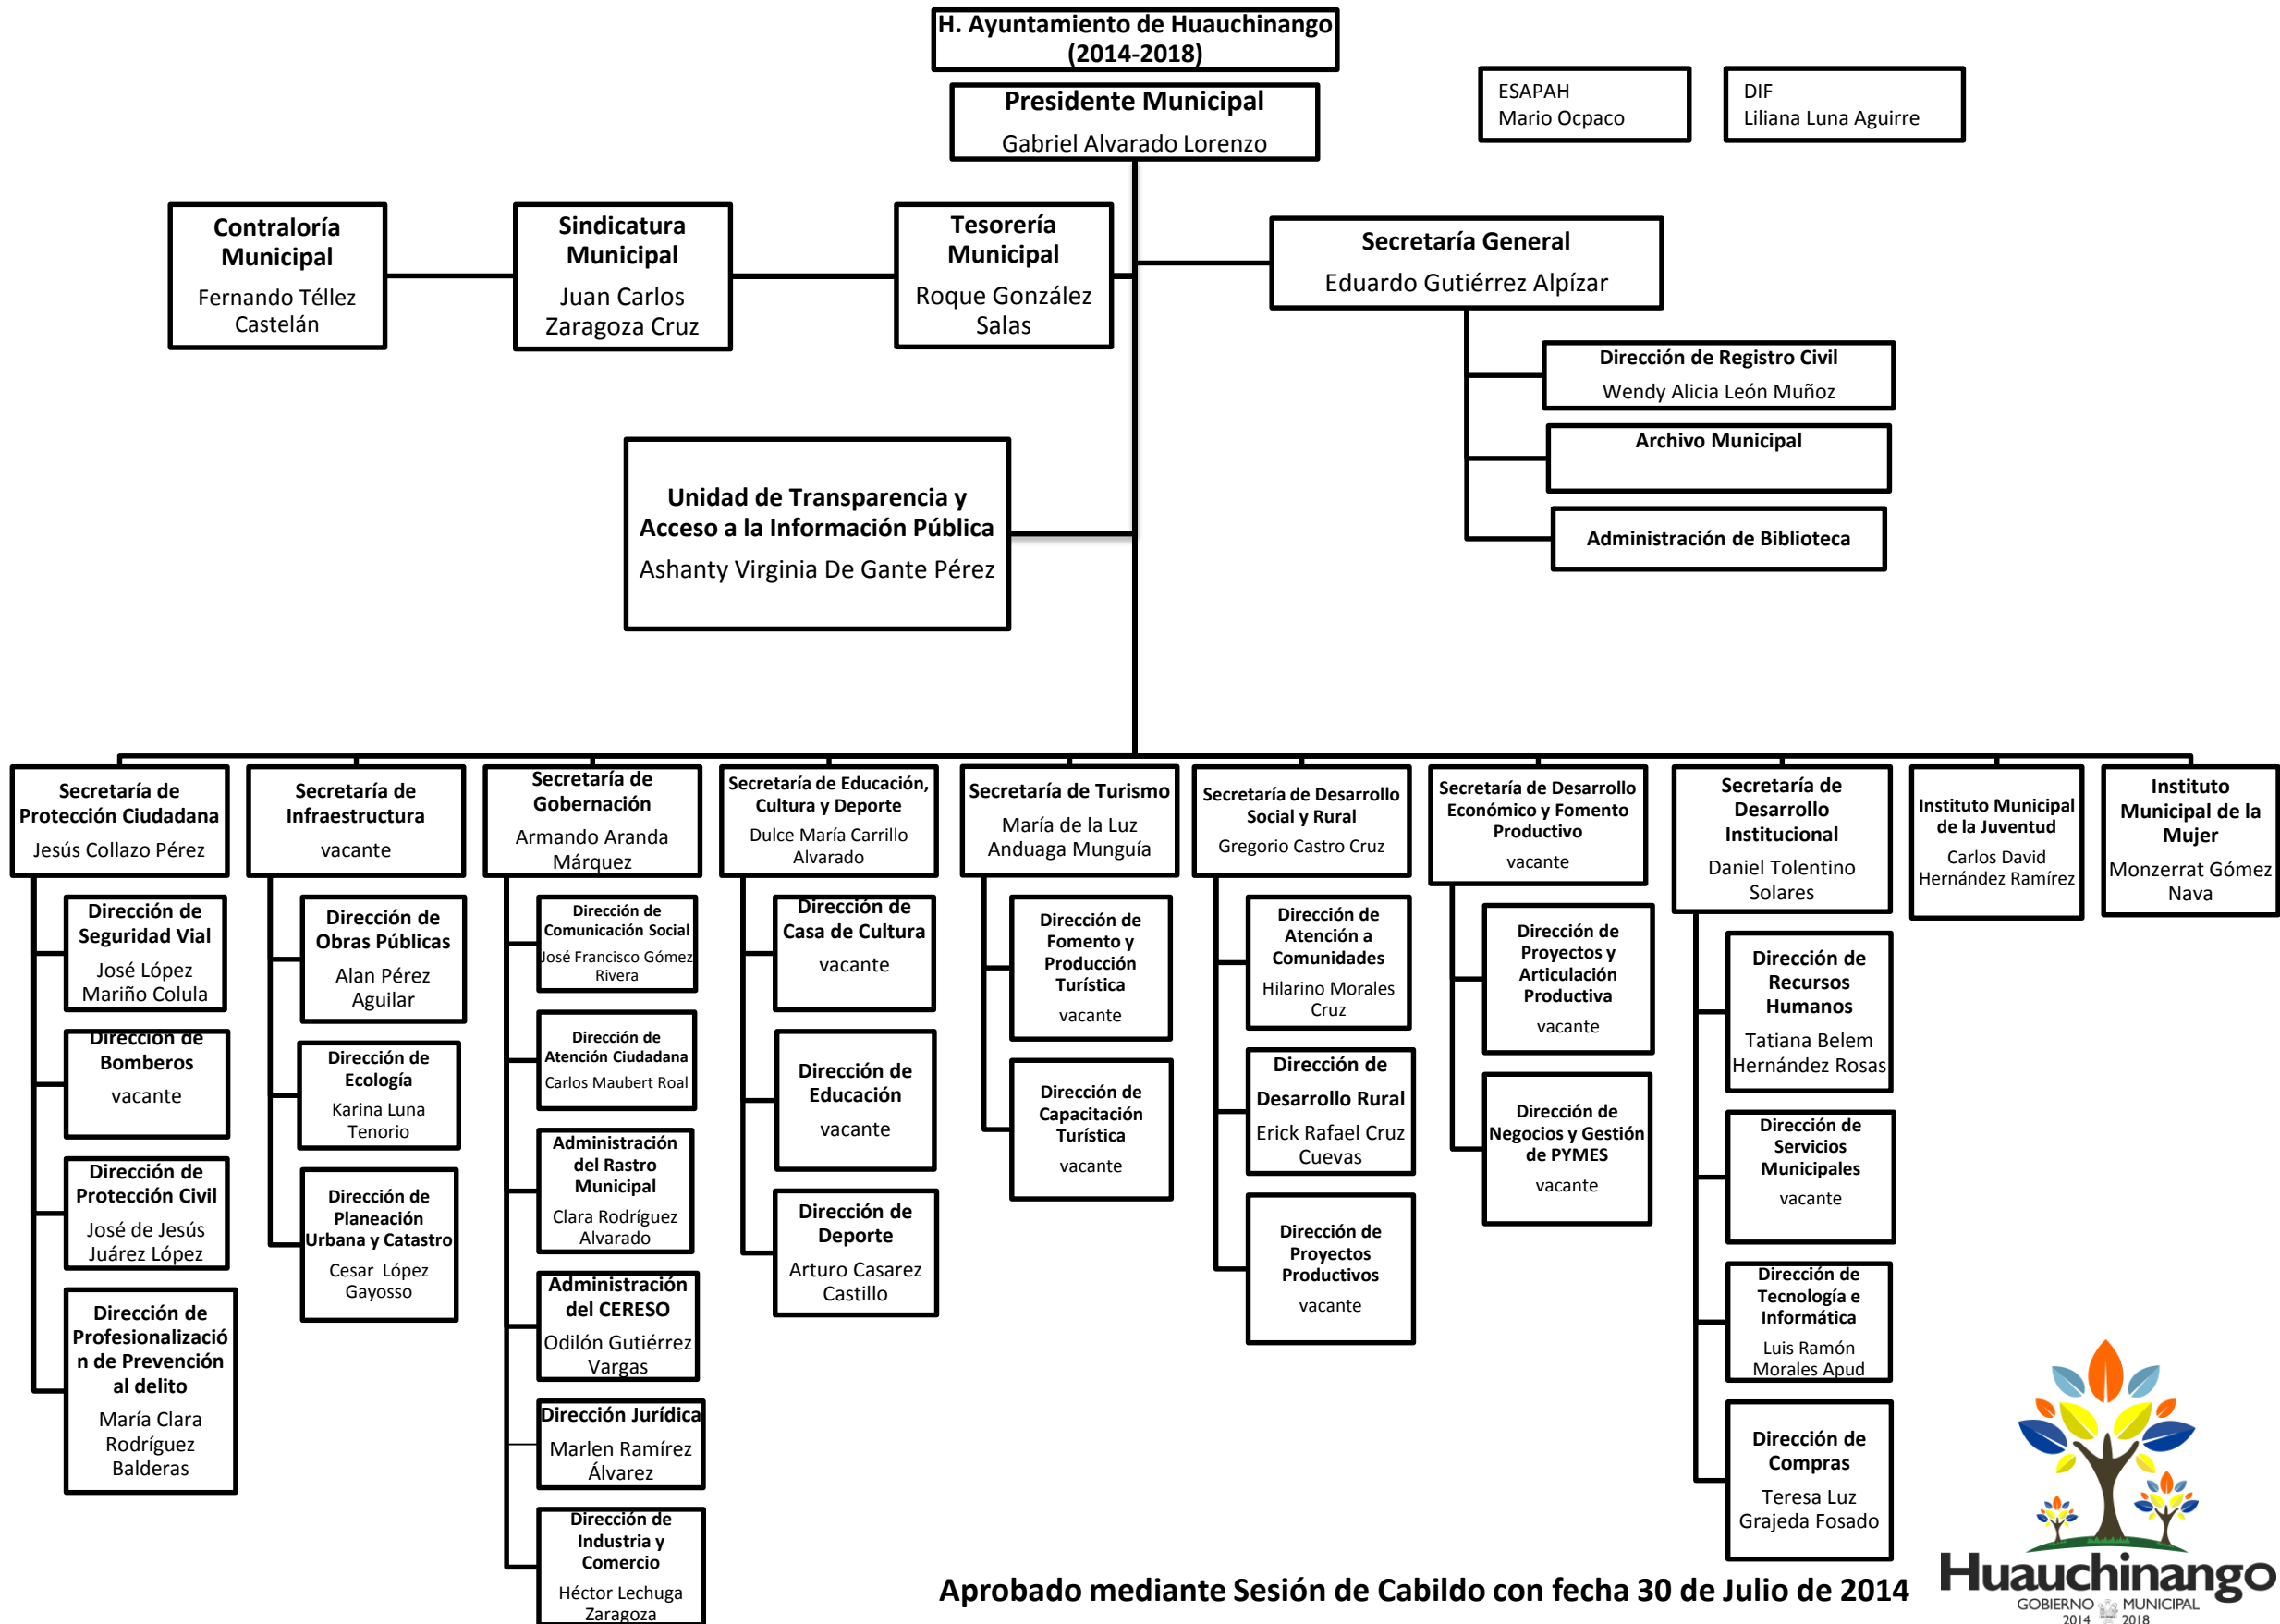 H. Ayuntamiento de Huauchinango
(2014-2018)
Presidente Municipal
Gabriel Alvarado Lorenzo
ESAPAH
Mario Ocpaco
DIF
Liliana Luna Aguirre
Contraloría
Municipal
Fernando Téllez
Castelán
Sindicatura
Municipal
Juan Carlos
Zaragoza Cruz
Tesorería
Municipal
Roque González
Salas
Secretaría General
Eduardo Gutiérrez Alpízar
Dirección de Registro Civil
Wendy Alicia León Muñoz
Archivo Municipal
Administración de Biblioteca
Unidad de Transparencia y
Acceso a la Información Pública
Ashanty Virginia De Gante Pérez
Secretaría de
Protección Ciudadana
Jesús Collazo Pérez
Dirección de
Seguridad Vial
José López
Mariño Colula
Dirección de
Bomberos
vacante
Dirección de
Protección Civil
José de Jesús
Juárez López
Dirección de
Profesionalizació
n de Prevención
al delito
María Clara
Rodríguez
Balderas
Secretaría de
Infraestructura
vacante
Dirección de
Obras Públicas
Alan Pérez
Aguilar
Dirección de
Ecología
Karina Luna
Tenorio
Dirección de
Planeación
Urbana y Catastro
Cesar López
Gayosso
Secretaría de
Gobernación
Armando Aranda
Márquez
Dirección de
Comunicación Social
José Francisco Gómez
Rivera
Dirección de
Atención Ciudadana
Carlos Maubert Roal
Administración
del Rastro
Municipal
Clara Rodríguez
Alvarado
Administración
del CERESO
Odilón Gutiérrez
Vargas
Dirección Jurídica
Marlen Ramírez
Álvarez
Dirección de
Industria y
Comercio
Héctor Lechuga
Zaragoza
Secretaría de Educación,
Cultura y Deporte
Dulce María Carrillo
Alvarado
Dirección de
Casa de Cultura
vacante
Dirección de
Educación
vacante
Dirección de
Deporte
Arturo Casarez
Castillo
Secretaría de Turismo
María de la Luz
Anduaga Munguía
Dirección de
Fomento y
Producción
Turística
vacante
Dirección de
Capacitación
Turística
vacante
Secretaría de Desarrollo
Social y Rural
Gregorio Castro Cruz
Dirección de
Atención a
Comunidades
Hilarino Morales
Cruz
Dirección de
Desarrollo Rural
Erick Rafael Cruz
Cuevas
Dirección de
Proyectos
Productivos
vacante
Secretaría de Desarrollo
Económico y Fomento
Productivo
vacante
Dirección de
Proyectos y
Articulación
Productiva
vacante
Dirección de
Negocios y Gestión
de PYMES
vacante
Secretaría de
Desarrollo
Institucional
Daniel Tolentino
Solares
Dirección de
Recursos
Humanos
Tatiana Belem
Hernández Rosas
Dirección de
Servicios
Municipales
vacante
Dirección de
Tecnología e
Informática
Luis Ramón
Morales Apud
Dirección de
Compras
Teresa Luz
Grajeda Fosado
Instituto Municipal
de la Juventud
Carlos David
Hernández Ramírez
Instituto
Municipal de la
Mujer
Monzerrat Gómez
Nava
Aprobado mediante Sesión de Cabildo con fecha 30 de Julio de 2014
Huauchinango
GOBIERNO MUNICIPAL
2014 2018